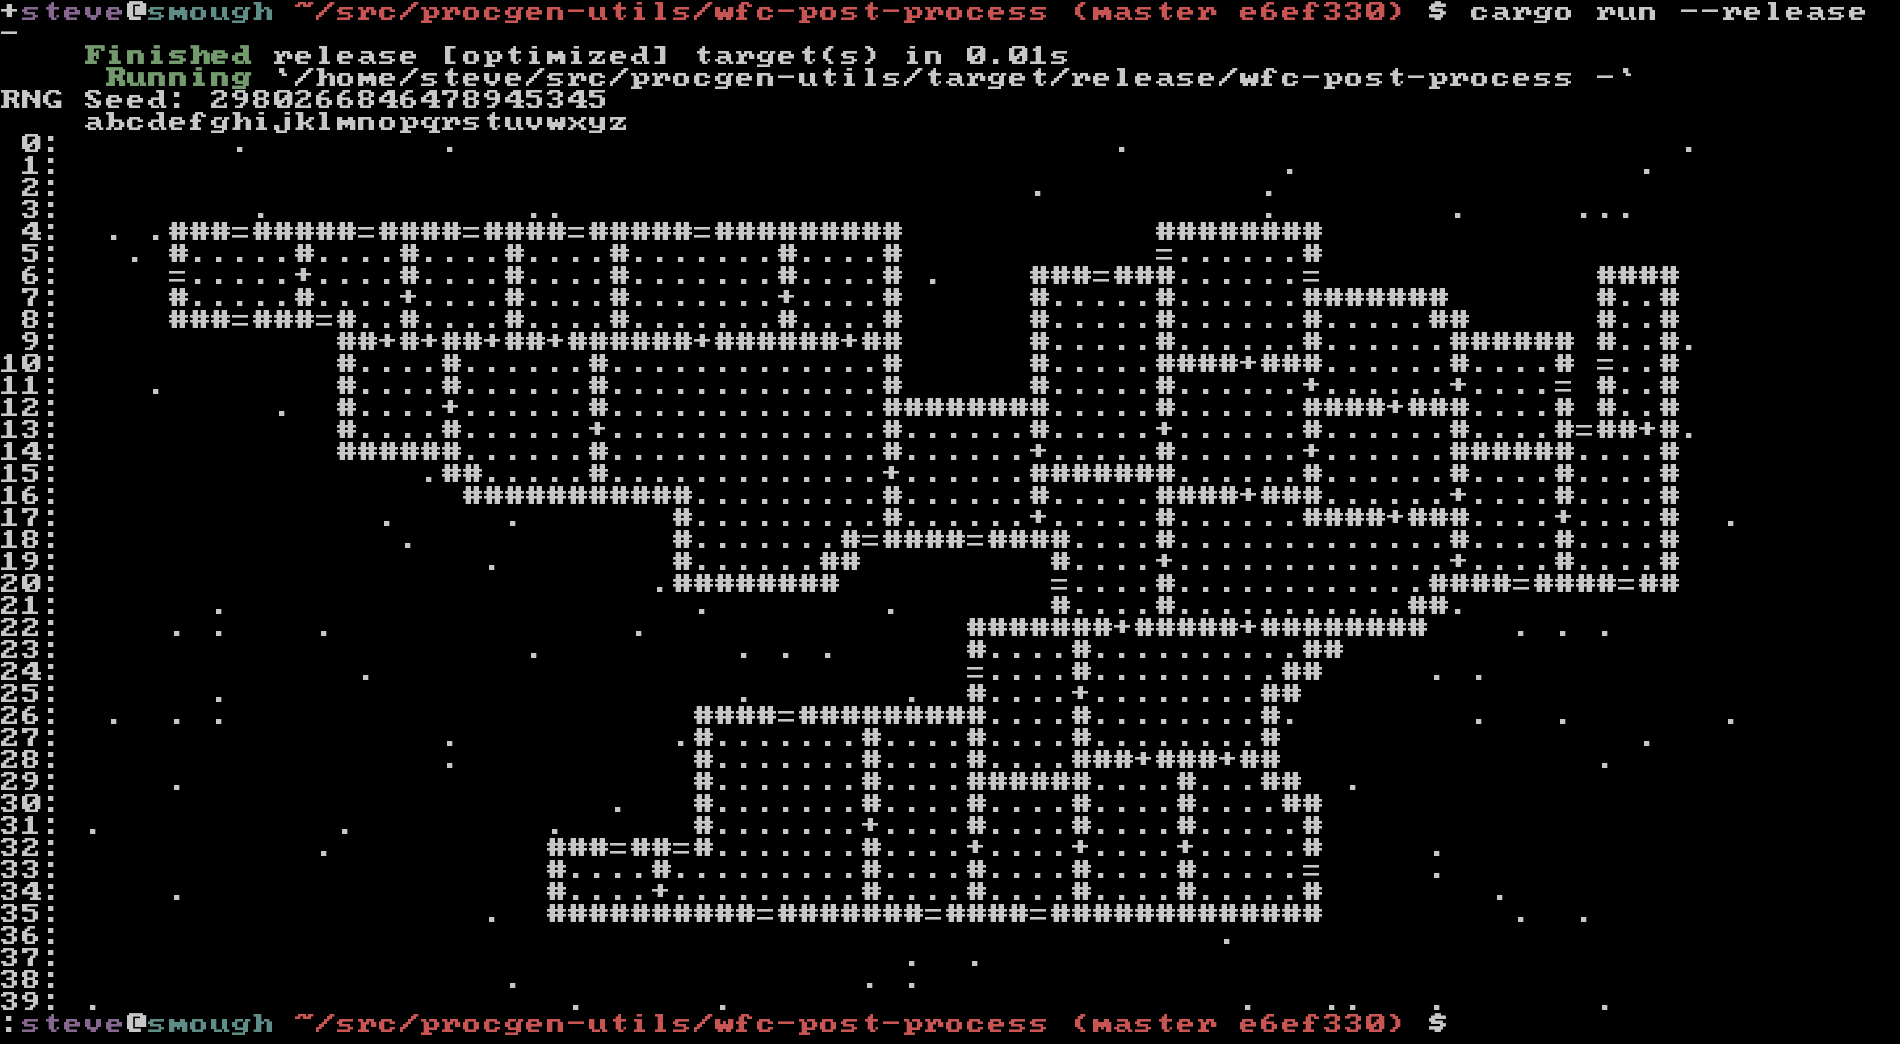 +steve@smough ~/src/procgen-utils/wfc-post-process (master e6ef330) $ cargo run --release
-
    Finished release [optimized] target(s) in 0.01s
     Running `/home/steve/src/procgen-utils/target/release/wfc-post-process -`
RNG Seed: 2980266846478945345
    abcdefghijklmnopqrstuvwxyz
 0:        .         .                               .                          .
 1:                                                          .                .
 2:                                              .          .
 3:         .            ..                                 .        .     ...
 4:  . .###=#####=####=####=#####=#########            ########
 5:   . #.....#....#....#....#.......#....#            =......#
 6:     =.....+....#....#....#.......#....# .    ###=###......=             ####
 7:     #.....#....+....#....#.......+....#      #.....#......#######       #..#
 8:     ###=###=#..#....#....#.......#....#      #.....#......#.....##      #..#
 9:             ##+#+##+##+######+######+##      #.....#......#......###### #..#.
10:             #....#......#.............#      #.....####+###......#....# =..#
11:    .        #....#......#.............#      #.....#......+......+....= #..#
12:          .  #....+......#.............########.....#......####+###....# #..#
13:             #....#......+.............#......#.....+......#......#....#=##+#.
14:             ######......#.............#......+.....#......+......######....#
15:                 .##.....#.............+......#######......#......#....#....#
16:                   ###########.........#......#.....####+###......+....#....#
17:               .     .       #.........#......+.....#......####+###....+....#  .
18:                .            #.......#=####=####....#.............#....#....#
19:                    .        #......##         #....+.............+....#....#
20:                            .########          =....#............####=####=##
21:       .                      .        .       #....#...........##.
22:     . .    .              .               #######+#####+########    . . .
23:                      .         . . .      #....#..........##
24:              .                            =....#.........##     . .
25:       .                        .       .  #....+........##
26:  .  . .                      ####=#########....#........#.        .   .       .
27:                  .          .#.......#....#....#........#                 .
28:                  .           #.......#....#....###+###+##               .
29:     .                        #.......#....######....#...##  .
30:                          .   #.......#....#....#....#....##
31: .           .         .      #.......+....#....#....#.....#
32:            .          ###=##=#.......#....+....+....+.....#     .
33:                       #....#.........#....#....#....#.....=     .
34:     .                 #....+.........#....#....#....#.....#        .
35:                    .  ##########=#######=####=#############         .  .
36:                                                       .
37:                                        .  .
38:                     .                . .
39: .                      .      .                        .   ..   .       .
:steve@smough ~/src/procgen-utils/wfc-post-process (master e6ef330) $